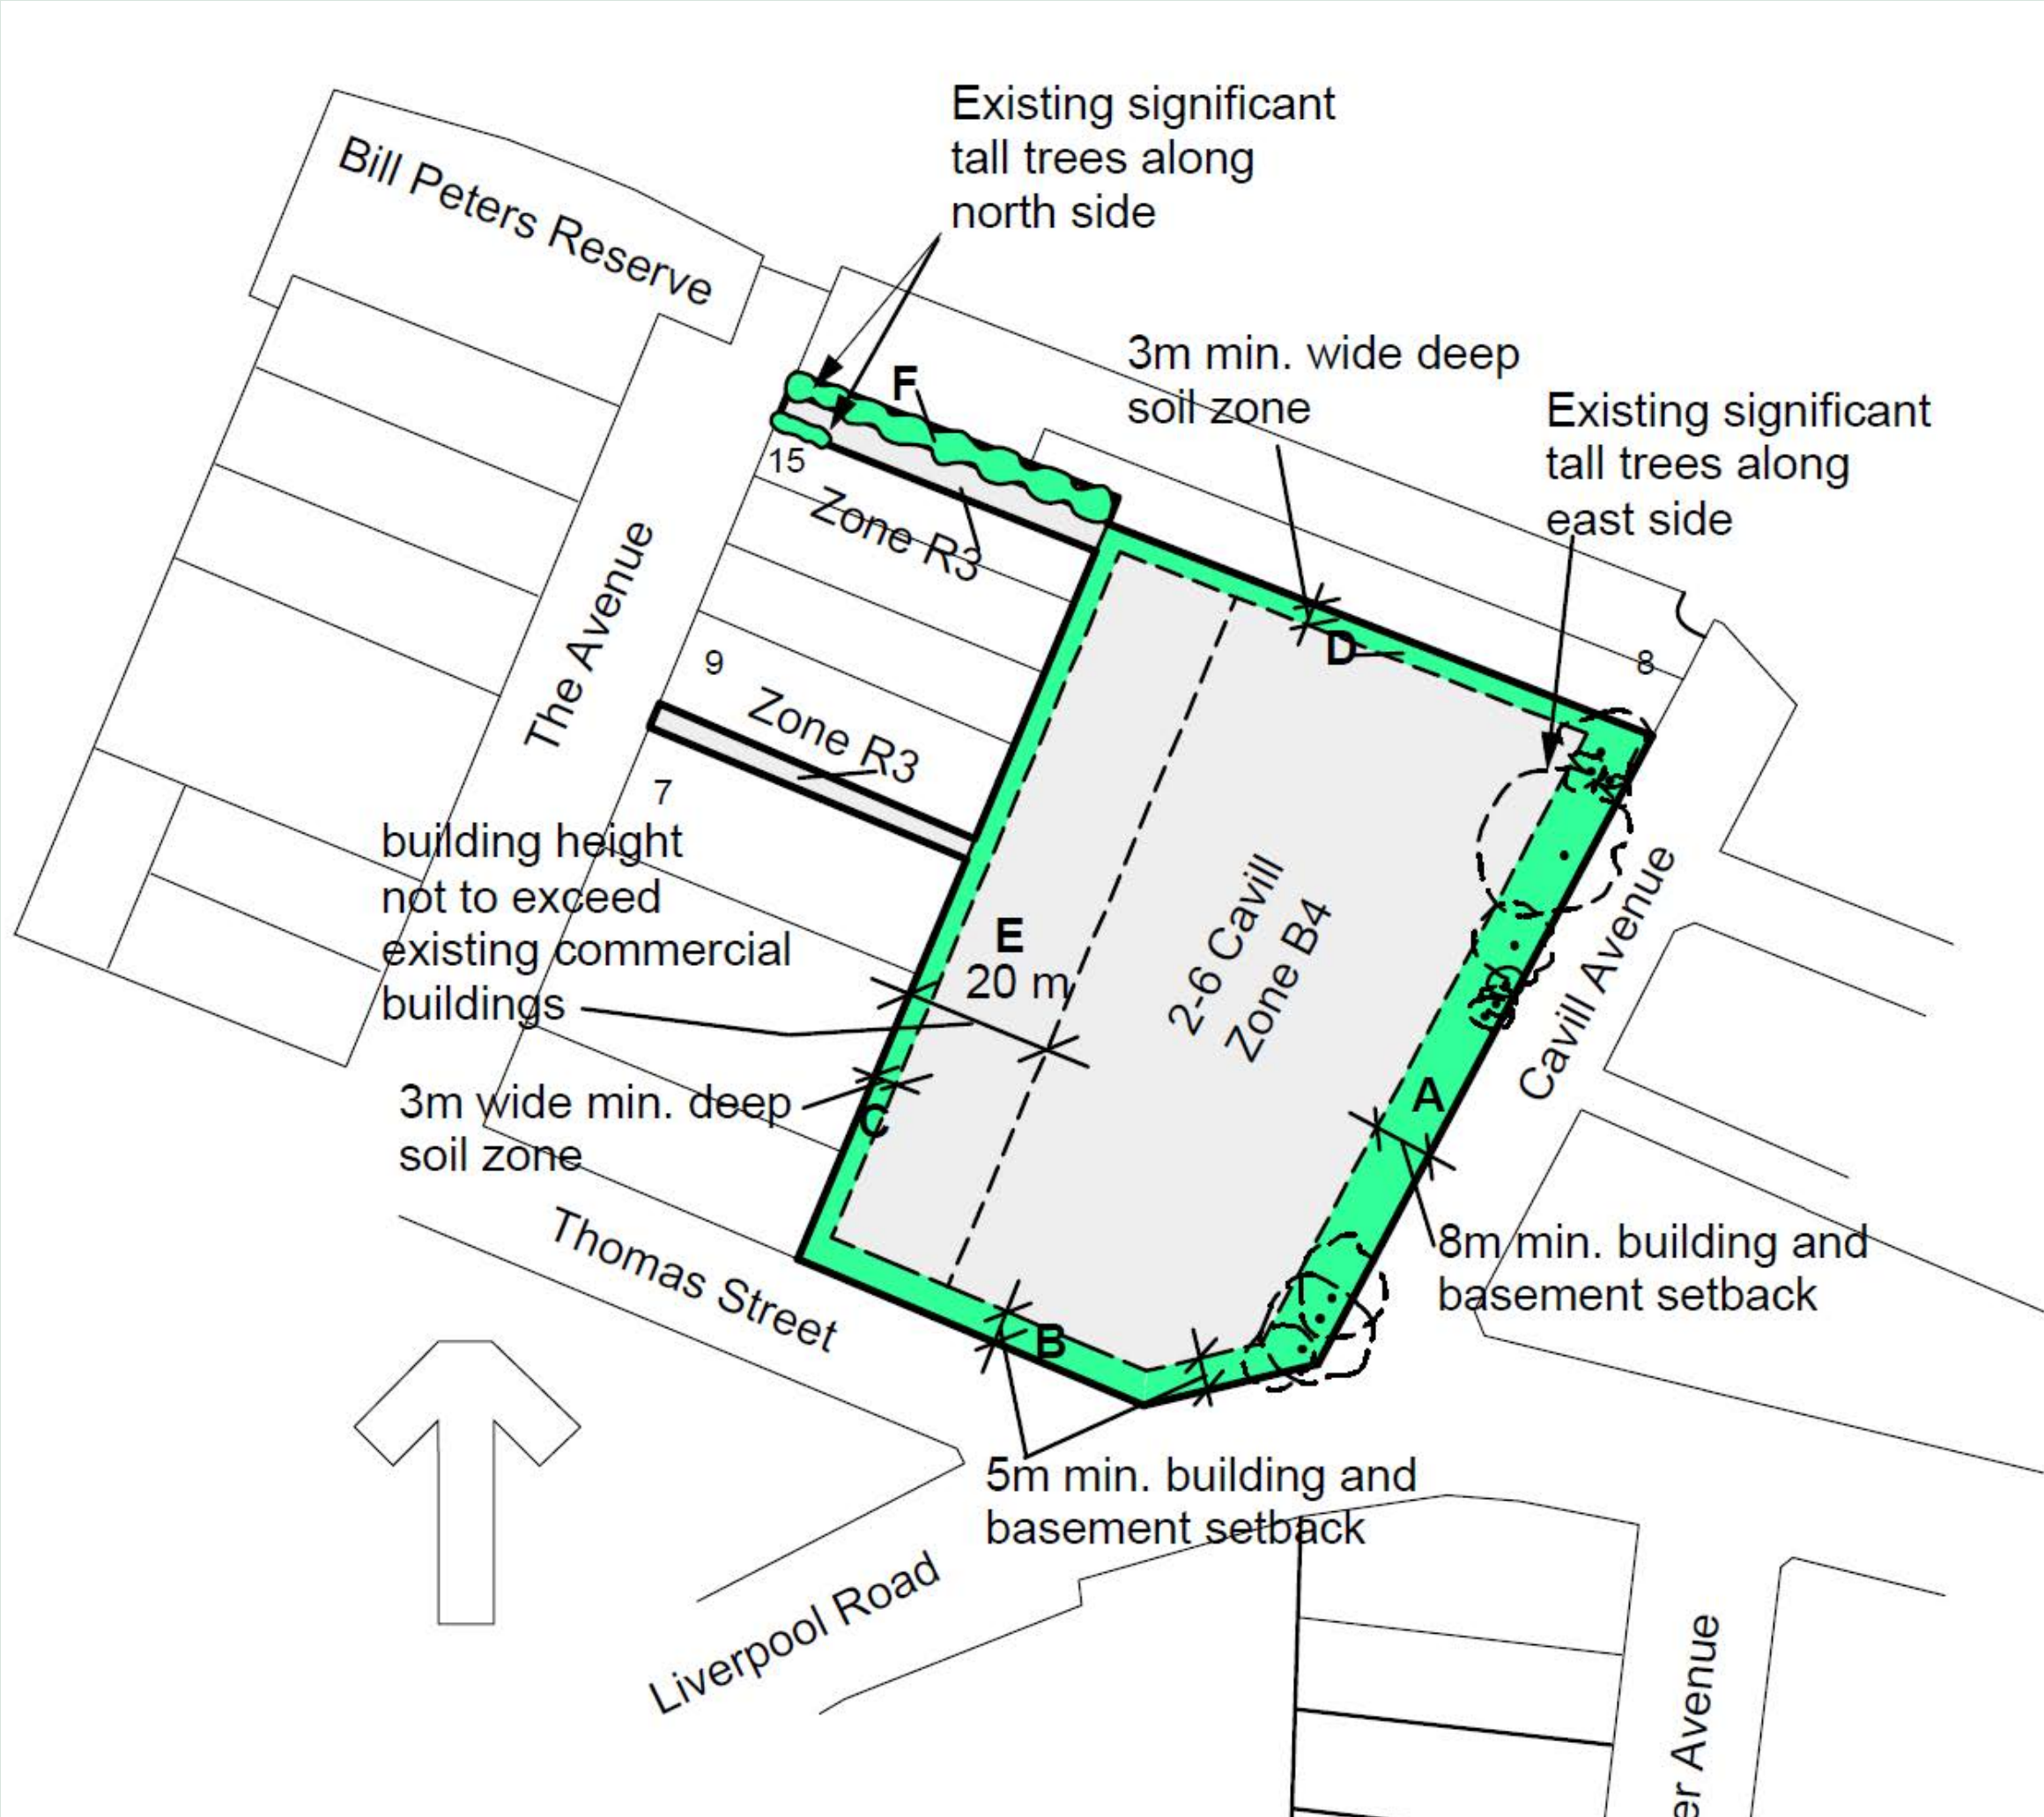 Existing significant
tall trees along
north side
Bill Peters Reserve
3m min. wide deep
soil zone
Existing significant
tall trees along
east side
F
15
Zone R3
D
8
The Avenue
9
Zone R3
7
building height
not to exceed
existing commercial
buildings
E
20 m
2-6 Cavill
Zone B4
Cavill Avenue
A
3m wide min. deep
soil zone
C
Thomas Street
B
8m min. building and
basement setback
5m min. building and
basement setback
Liverpool Road
er Avenue